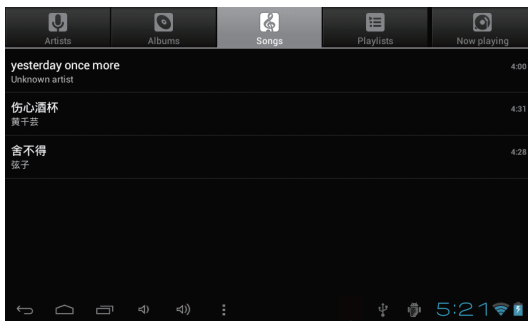 Artists
Albums
Songs
Playlists
Now playing
yesterday once more
4:00
Unknown artist
伤心酒杯
4:31
黄千芸
舍不得
4:28
弦子
5:21